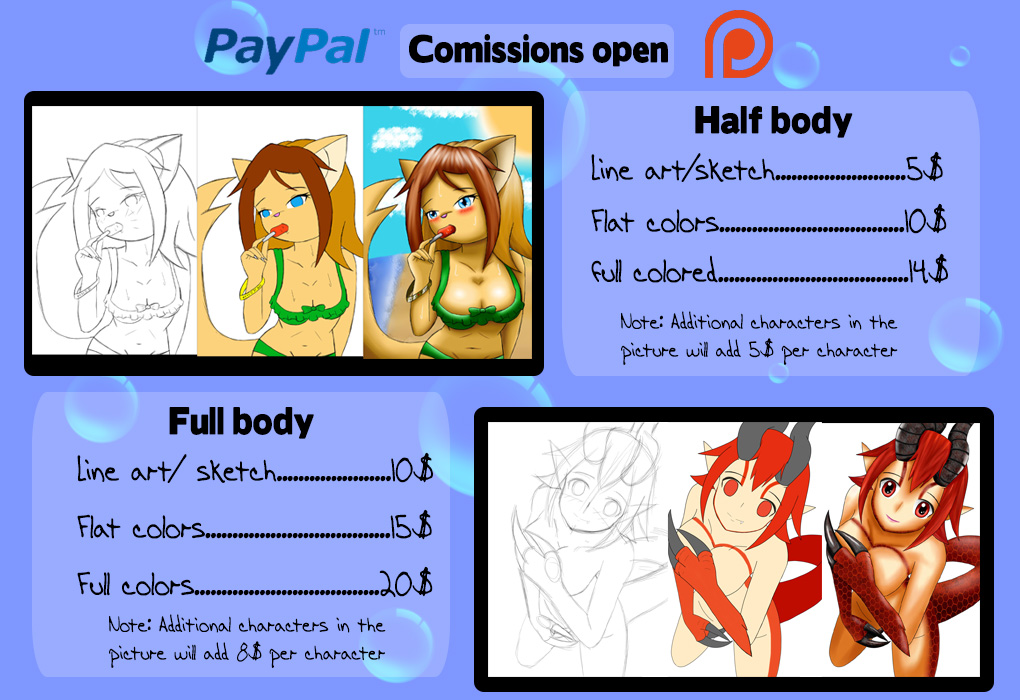 PayPal™
Comissions open
Half body
Line art/sketch..........................5$
Flat colors.....................................10$
full colored......................................14$
Note: Additional characters in the
picture will add 5$ per character
Full body
Line art/ sketch.......................10$
Flat colors.....................................15$
Full colors.....................................20$
Note: Additional characters in the
picture will add 8$ per character